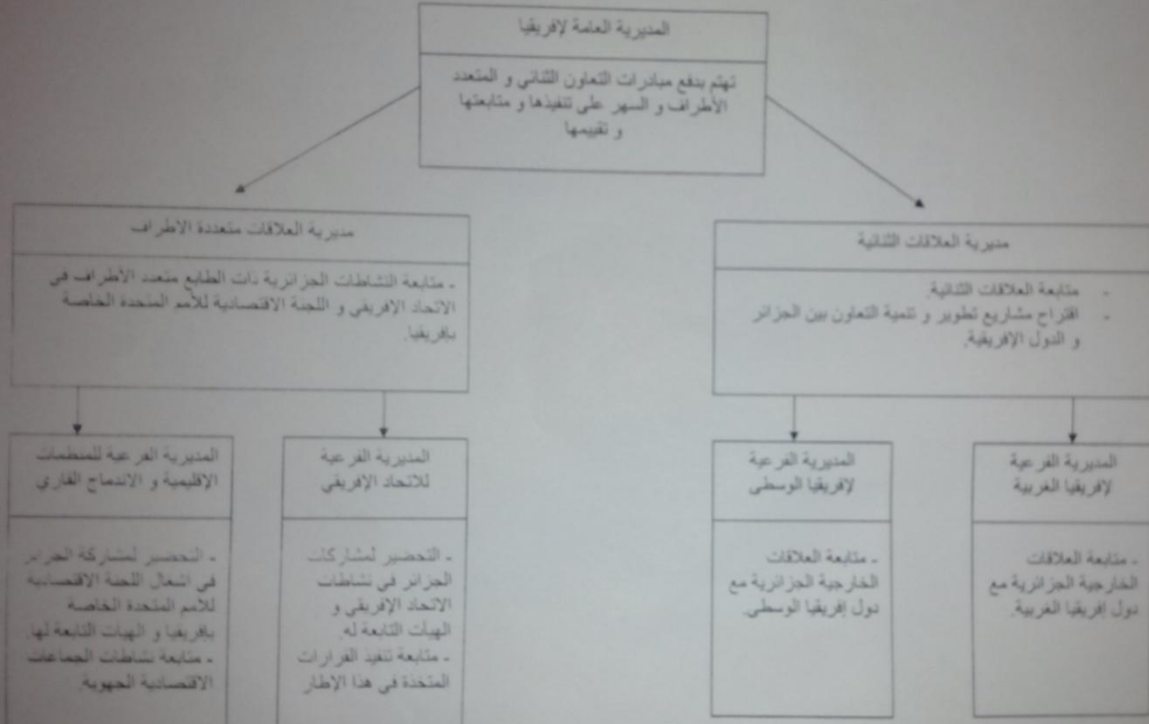 المديرية العامة لإفريقيا
تهتم بدفع مبادرات التعاون الثنائي و المتعدد
الأطراف و السهر على تنفيذها و متابعتها
و تقييمها
مديرية العلاقات الثنائية
- متابعة العلاقات الثنائية.
- اقتراح مشاريع تطوير و تنمية التعاون بين الجزائر
و الدول الإفريقية.
مديرية العلاقات متعددة الاطراف
- متابعة النشاطات الجزائرية ذات الطابع متعدد الأطراف في
الاتحاد الإفريقي و اللجنة الاقتصادية للأمم المتحدة الخاصة
بإفريقيا.
المديرية الفرعية
لإفريقيا الغربية
- متابعة العلاقات
الخارجية الجزائرية مع
دول إفريقيا الغربية.
المديرية الفرعية
لإفريقيا الوسطى
- متابعة العلاقات
الخارجية الجزائرية مع
دول إفريقيا الوسطى.
المديرية الفرعية
للاتحاد الإفريقي
- التحضير لمشاركات
الجزائر في نشاطات
الاتحاد الإفريقي و
الهيأت التابعة له.
- متابعة تنفيذ القرارات
المتخذة في هذا الإطار
المديرية الفرعية للمنظمات
الإقليمية و الاندماج القاري
- التحضير لمشاركة الجزائر
في اشغال اللجنة الاقتصادية
للأمم المتحدة الخاصة
بإفريقيا و الهيات التابعة لها.
- متابعة نشاطات الجماعات
الاقتصادية الجهوية.